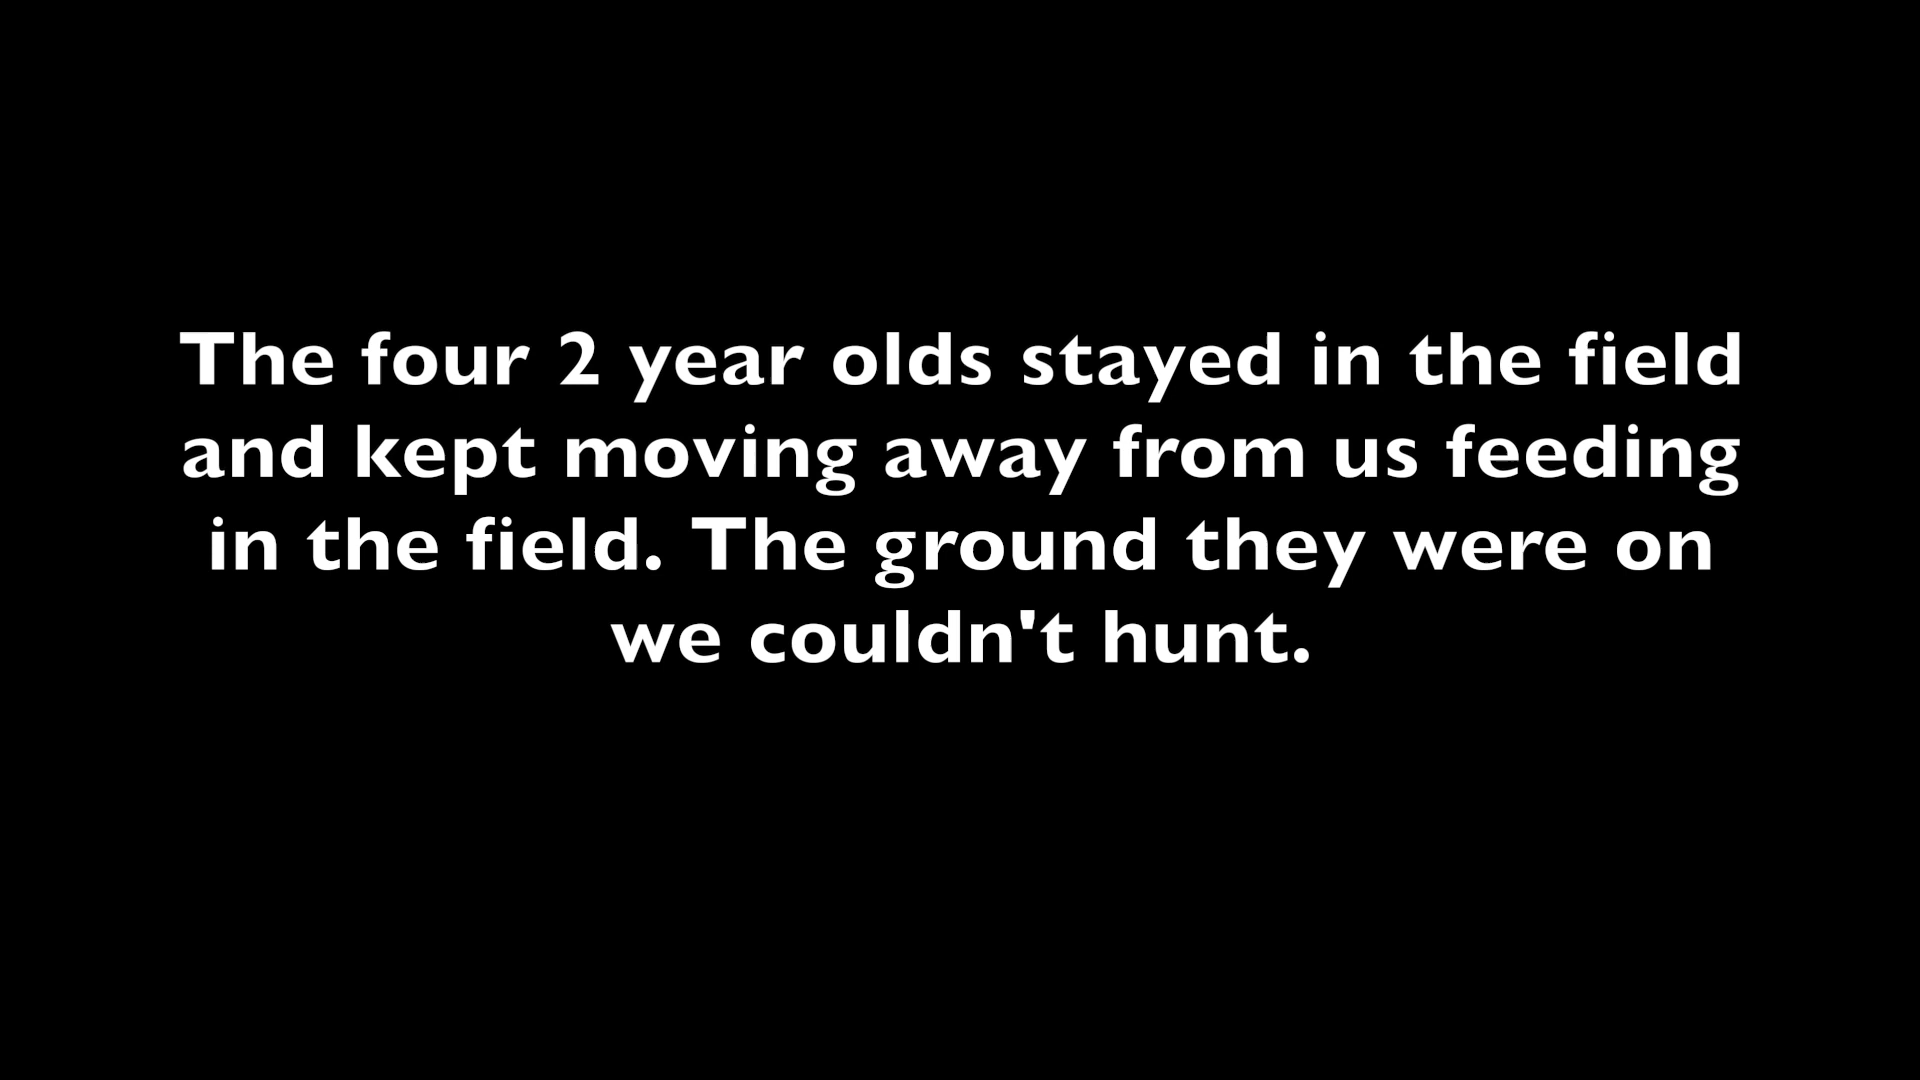 The four 2 year olds stayed in the field
and kept moving away from us feeding
in the field. The ground they were on
we couldn't hunt.